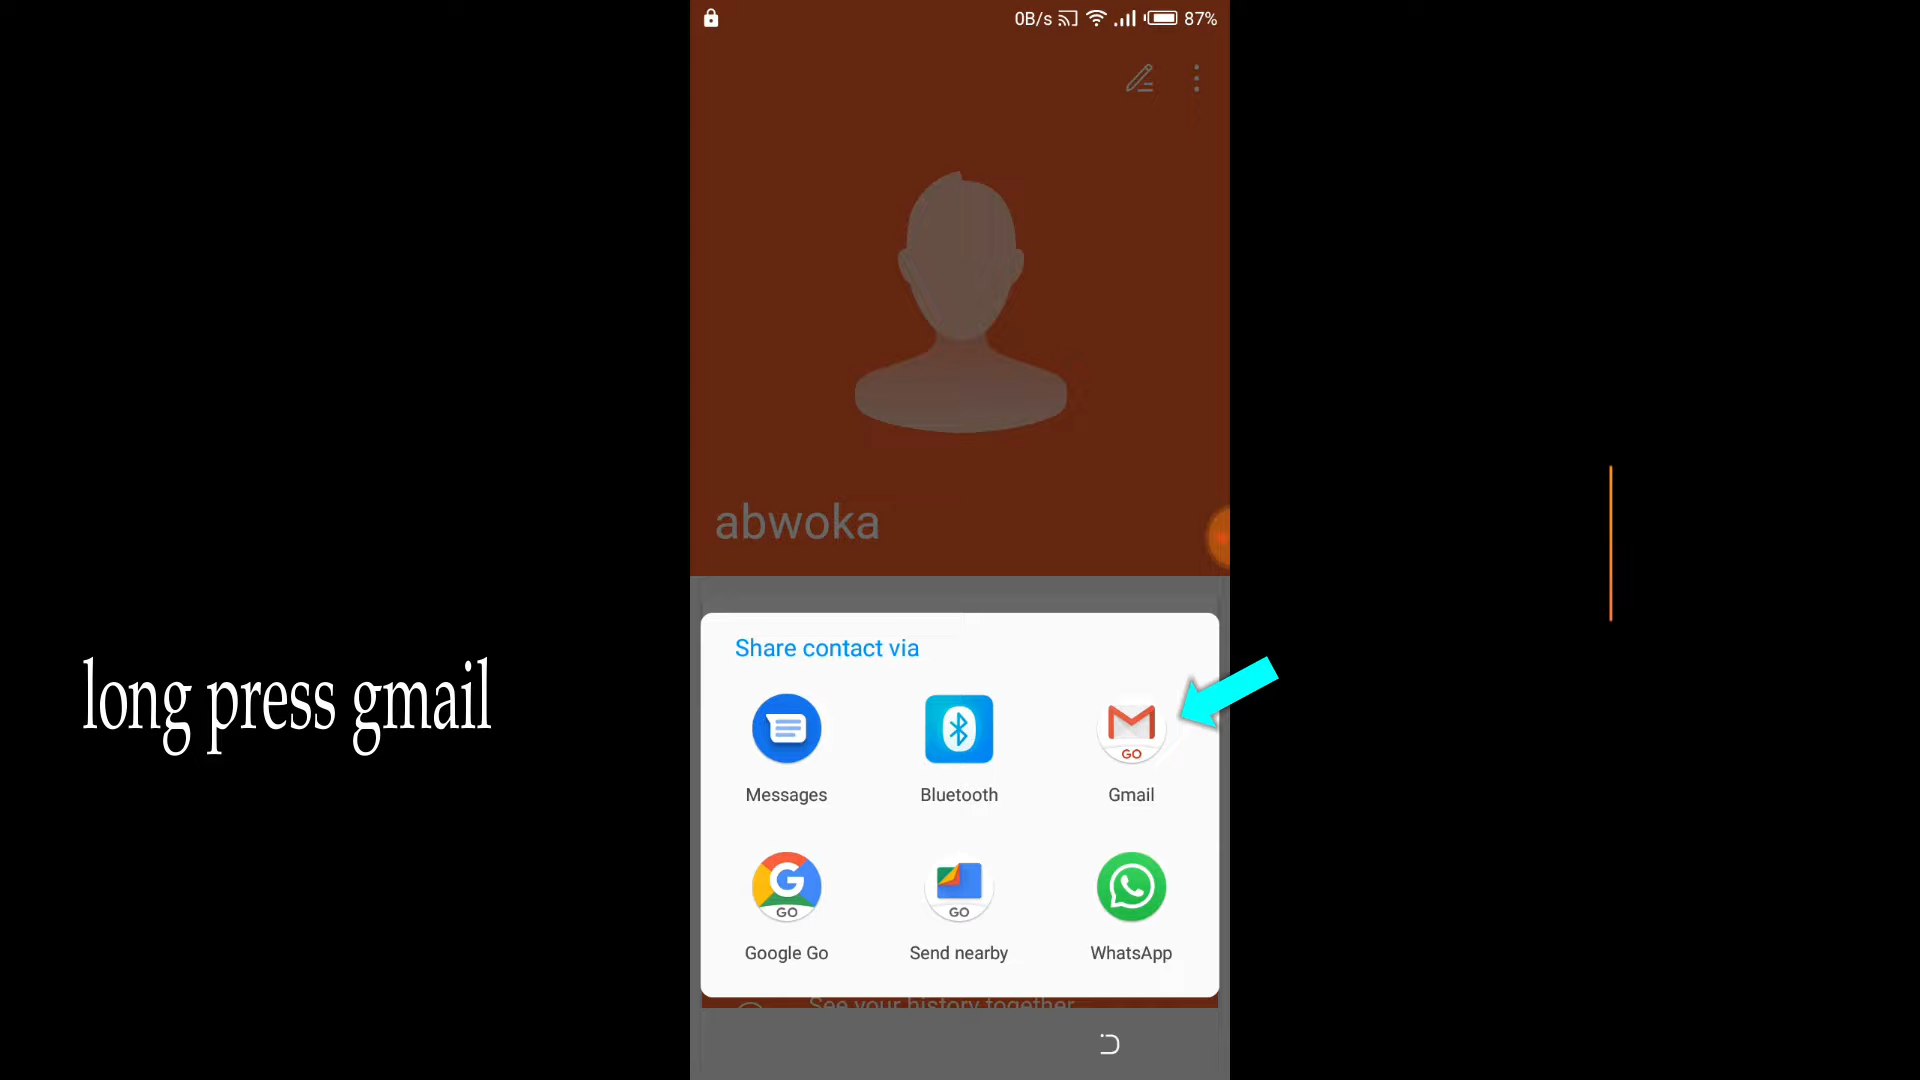 0B/s 87%
abwoka
Share contact via
long press gmail
GO
Messages Bluetooth Gmail
G
GO GO
Google Go Send nearby WhatsApp
See your history together